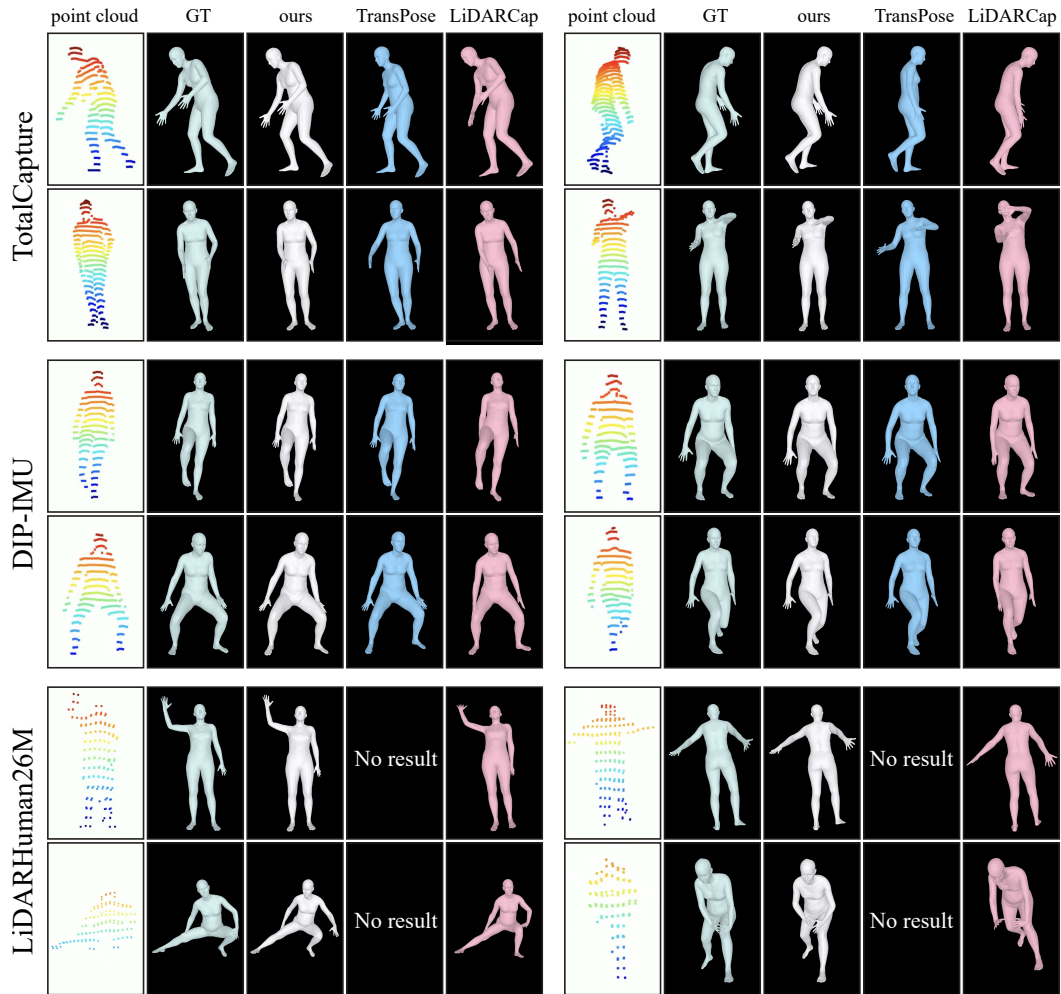 point cloud GT ours TransPose LiDARCap point cloud GT ours TransPose LiDARCap
TotalCapture
DIP-IMU
LiDARHuman26M
No result No result
No result No result